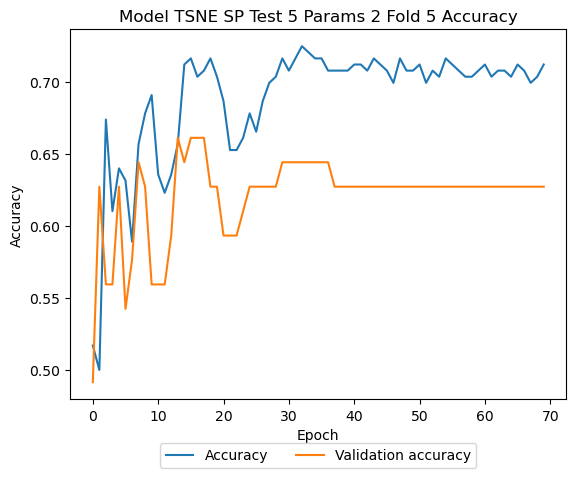 Model TSNE SP Test 5 Params 2 Fold 5 Accuracy
Accuracy
0.70
0.65
0.60
0.55
0.50
0 10 20 30 40 50 60 70
Epoch
Accuracy Validation accuracy